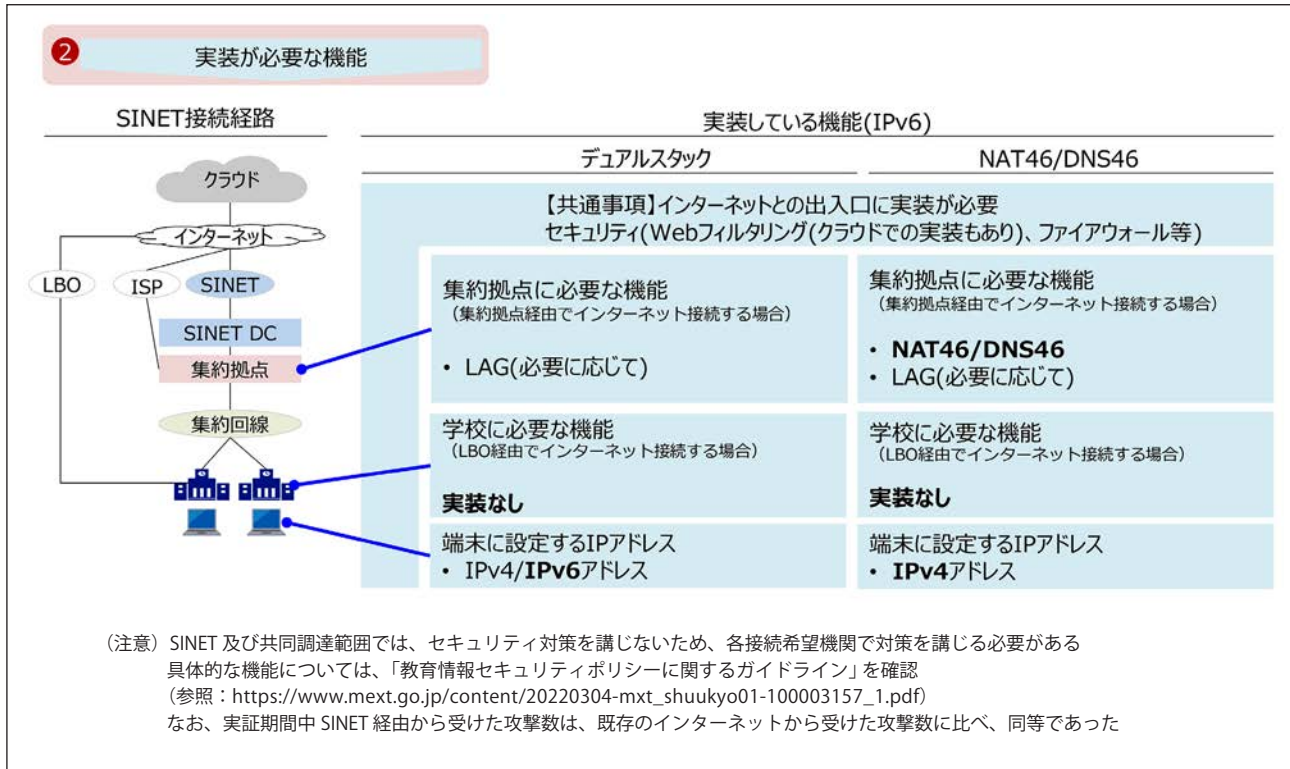 ❷ 実装が必要な機能
SINET接続経路
実装している機能(IPv6)
デュアルスタック
NAT46/DNS46
クラウド
インターネット
LBO
ISP
SINET
SINET DC
集約拠点
集約回線
【共通事項】インターネットとの出入口に実装が必要
セキュリティ(Webフィルタリング(クラウドでの実装もあり)、ファイアウォール等)
集約拠点に必要な機能
(集約拠点経由でインターネット接続する場合)
• LAG(必要に応じて)
集約拠点に必要な機能
(集約拠点経由でインターネット接続する場合)
• NAT46/DNS46
• LAG(必要に応じて)
学校に必要な機能
(LBO経由でインターネット接続する場合)
実装なし
学校に必要な機能
(LBO経由でインターネット接続する場合)
実装なし
端末に設定するIPアドレス
• IPv4/IPv6アドレス
端末に設定するIPアドレス
• IPv4アドレス
（注意）SINET 及び共同調達範囲では、セキュリティ対策を講じないため、各接続希望機関で対策を講じる必要がある
具体的な機能については、「教育情報セキュリティポリシーに関するガイドライン」を確認
（参照：https://www.mext.go.jp/content/20220304-mxt_shuukyo01-100003157_1.pdf）
なお、実証期間中 SINET 経由から受けた攻撃数は、既存のインターネットから受けた攻撃数に比べ、同等であった